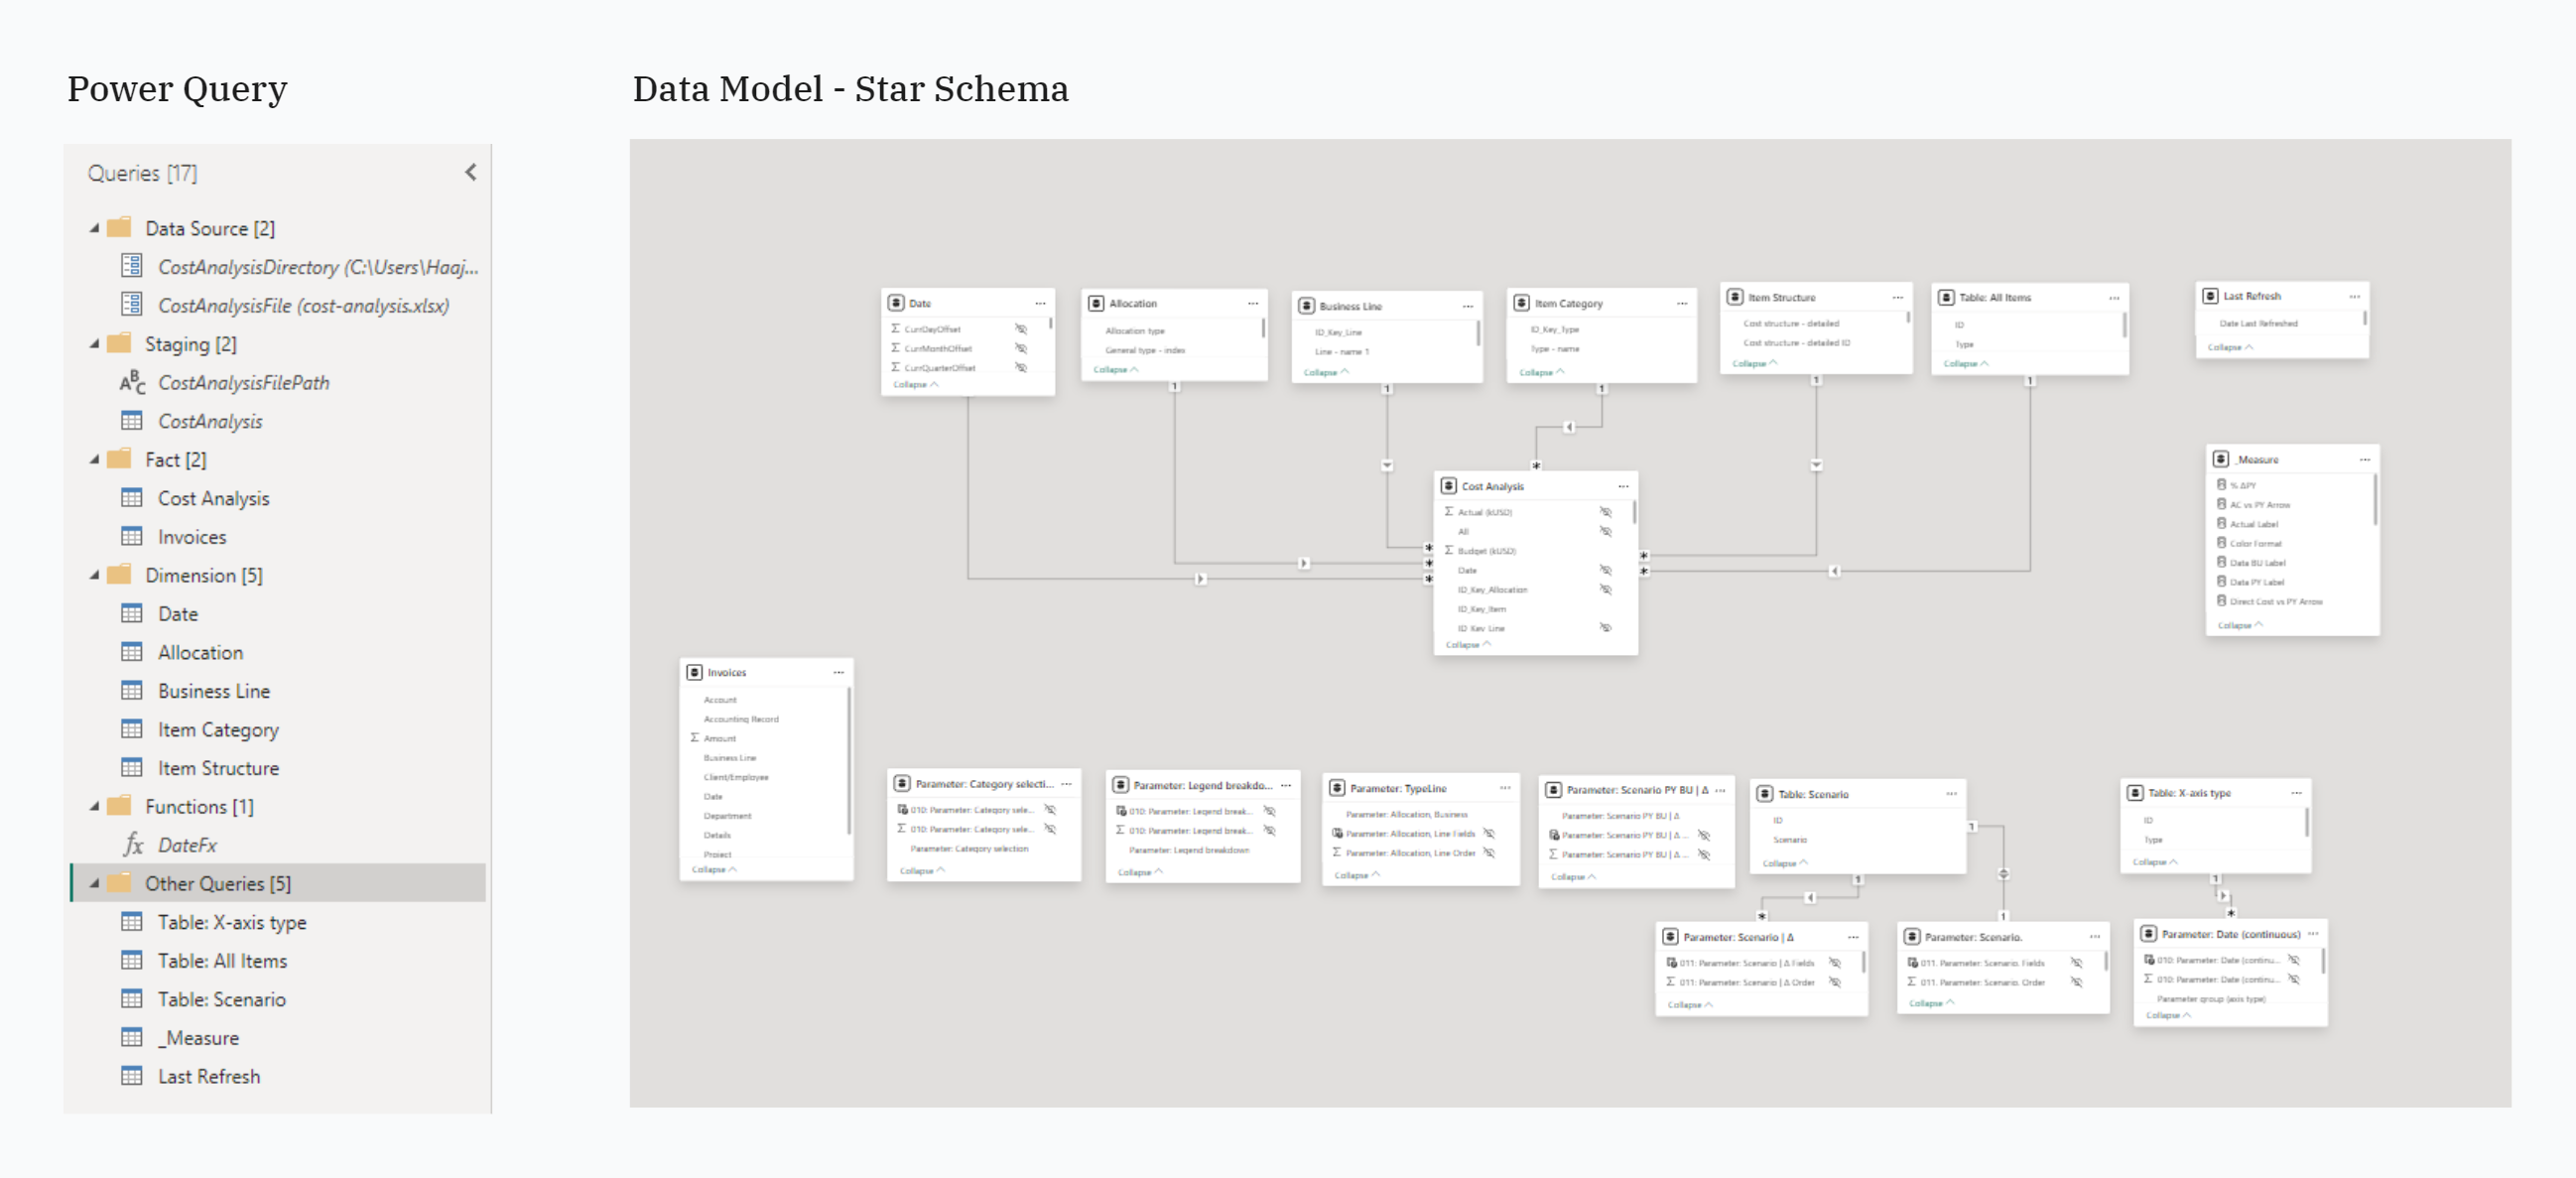 Power Query
Queries [17]
Data Source [2]
CostAnalysisDirectory (C:\Users\Haaj...
CostAnalysisFile (cost-analysis.xlsx)
Staging [2]
CostAnalysisFilePath
CostAnalysis
Fact [2]
Cost Analysis
Invoices
Dimension [5]
Date
Allocation
Business Line
Item Category
Item Structure
Functions [1]
DateFx
Other Queries [5]
Table: X-axis type
Table: All Items
Table: Scenario
_Measure
Last Refresh
Data Model - Star Schema
Date
CurrDayOffset
CurrMonthOffset
CurrQuarterOffset
Collapse
Allocation
Allocation type
General type - index
Collapse
1
Business Line
ID_Key_Line
Line - name 1
Collapse
1
Item Category
ID_Key_Type
Type - name
Collapse
1
Item Structure
Cost structure - detailed
Cost structure - detailed ID
Collapse
1
Table: All Items
ID
Type
Collapse
1
Last Refresh
Date Last Refreshed
Collapse
Cost Analysis
Actual (kUSD)
All
Budget (kUSD)
Date
ID_Key_Allocation
ID_Key_Item
ID_Key_Line
Collapse
_Measure
% ΔPY
AC vs PY Arrow
Actual Label
Color Format
Data BU Label
Data PY Label
Direct Cost vs PY Arrow
Collapse
Invoices
Account
Accounting Record
Amount
Business Line
Client/Employee
Date
Department
Details
Project
Collapse
Parameter: Category selecti...
010: Parameter: Category sele...
010: Parameter: Category sele...
Parameter: Category selection
Collapse
Parameter: Legend breakdo...
010: Parameter: Legend break...
010: Parameter: Legend break...
Parameter: Legend breakdown
Collapse
Parameter: TypeLine
Parameter: Allocation, Business
Parameter: Allocation, Line Fields
Parameter: Allocation, Line Order
Collapse
Parameter: Scenario PY BU | Δ
Parameter: Scenario PY BU | Δ
Parameter: Scenario PY BU | Δ ...
Parameter: Scenario PY BU | Δ ...
Collapse
Table: Scenario
ID
Scenario
Collapse
1
1
Table: X-axis type
ID
Type
Collapse
1
Parameter: Scenario | Δ
011: Parameter: Scenario | Δ Fields
011: Parameter: Scenario | Δ Order
Collapse
1
Parameter: Scenario.
011. Parameter: Scenario. Fields
011. Parameter: Scenario. Order
Collapse
Parameter: Date (continuous)
010: Parameter: Date (continu...
010: Parameter: Date (continu...
Parameter group (axis type)
Collapse